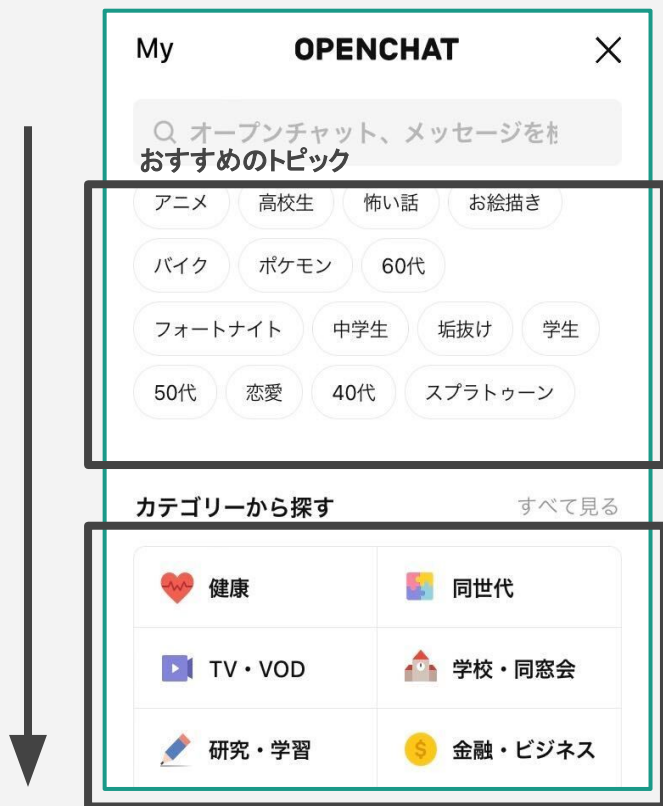 My OPENCHAT
オープンチャット、メッセージを
おすすめのトピック
アニメ 高校生 怖い話 お絵描き
バイク ポケモン 60代
フォートナイト 中学生 垢抜け 学生
50代 恋愛 40代 スプラトゥーン
カテゴリーから探す すべて見る
健康 同世代
TV・VOD 学校・同窓会
研究・学習 金融・ビジネス